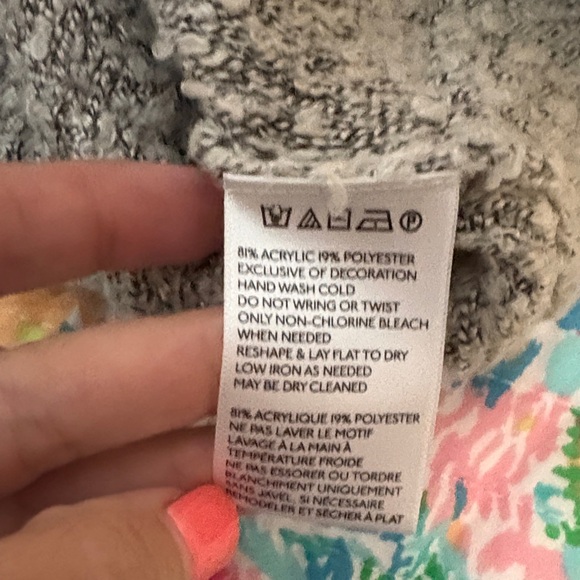 P
81% ACRYLIC 19% POLYESTER
EXCLUSIVE OF DECORATION
HAND WASH COLD
DO NOT WRING OR TWIST
ONLY NON-CHLORINE BLEACH
WHEN NEEDED
RESHAPE & LAY FLAT TO DRY
LOW IRON AS NEEDED
MAY BE DRY CLEANED
81% ACRYLIQUE 19% POLYESTER
NE PAS LAVER LE MOTIF
LAVAGE À LA MAIN À
TEMPÉRATURE FROIDE
NE PAS ESSORER OU TORDRE
BLANCHIMENT UNIQUEMENT
SANS JAVEL, SI NÉCESSAIRE
REMODELER ET SÉCHER À PLAT